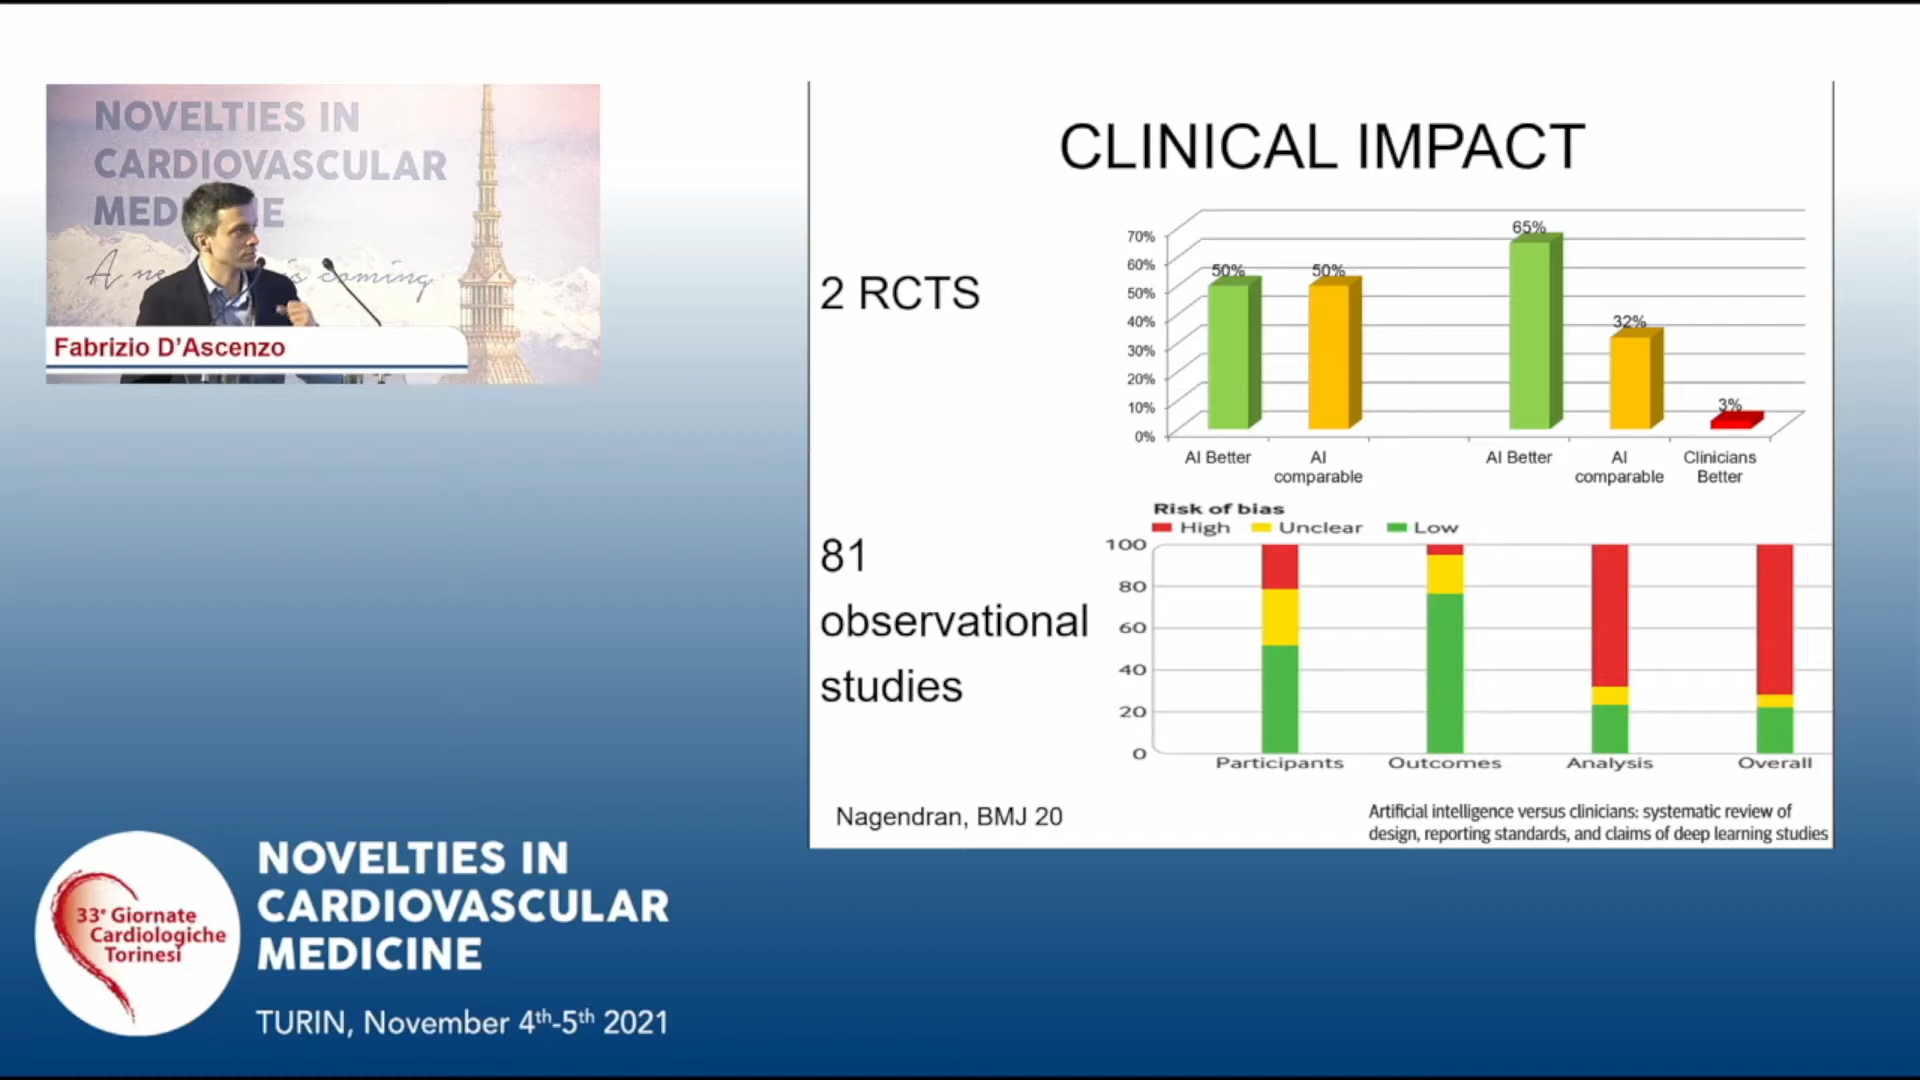 NOVELTIES IN
CARDIOVASCULAR
MED E
A ne s coming
Fabrizio D'Ascenzo
CLINICAL IMPACT
2 RCTS
81
observational
studies
70%
60%
50%
40%
30%
20%
10%
0%
50%
50%
65%
32%
3%
AI Better
AI
comparable
AI Better
AI
comparable
Clinicians
Better
Risk of bias
High Unclear Low
100
80
60
40
20
0
Participants Outcomes Analysis Overall
Nagendran, BMJ 20
Artificial intelligence versus clinicians: systematic review of
design, reporting standards, and claims of deep learning studies
33° Giornate
Cardiologiche
Torinesi
NOVELTIES IN
CARDIOVASCULAR
MEDICINE
TURIN, November 4th-5th 2021